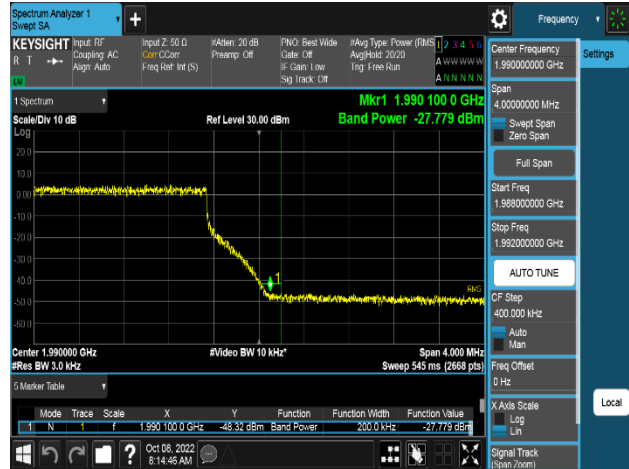 Spectrum Analyzer 1
Swept SA
+
Frequency
KEYSIGHT
R T
LXI
Input: RF
Coupling: AC
Align: Auto
Input Z: 50 Ω
Corr CCorr
Freq Ref: Int (S)
#Atten: 20 dB
Preamp: Off
PNO: Best Wide
Gate: Off
IF Gain: Low
Sig Track: Off
#Avg Type: Power (RMS
Avg|Hold: 20/20
Trig: Free Run
1 2 3 4 5 6
A W W W W W
A N N N N N
1 Spectrum
Scale/Div 10 dB
Log
Ref Level 30.00 dBm
Mkr1 1.990 100 0 GHz
Band Power -27.779 dBm
20.0
10.0
0.00
-10.0
-20.0
-30.0
-40.0
-50.0
-60.0
1
RMS
Center 1.990000 GHz
#Res BW 3.0 kHz
#Video BW 10 kHz*
Span 4.000 MHz
Sweep 545 ms (2668 pts)
5 Marker Table
Mode Trace Scale X Y Function Function Width Function Value
1 N 1 f 1.990 100 0 GHz -48.32 dBm Band Power 200.0 kHz -27.779 dBm
?
Oct 08, 2022
8:14:46 AM
Center Frequency
1.990000000 GHz
Span
4.00000000 MHz
Swept Span
Zero Span
Full Span
Start Freq
1.988000000 GHz
Stop Freq
1.992000000 GHz
AUTO TUNE
CF Step
400.000 kHz
Auto
Man
Freq Offset
0 Hz
X Axis Scale
Log
Lin
Signal Track
(Span Zoom)
Settings
Local